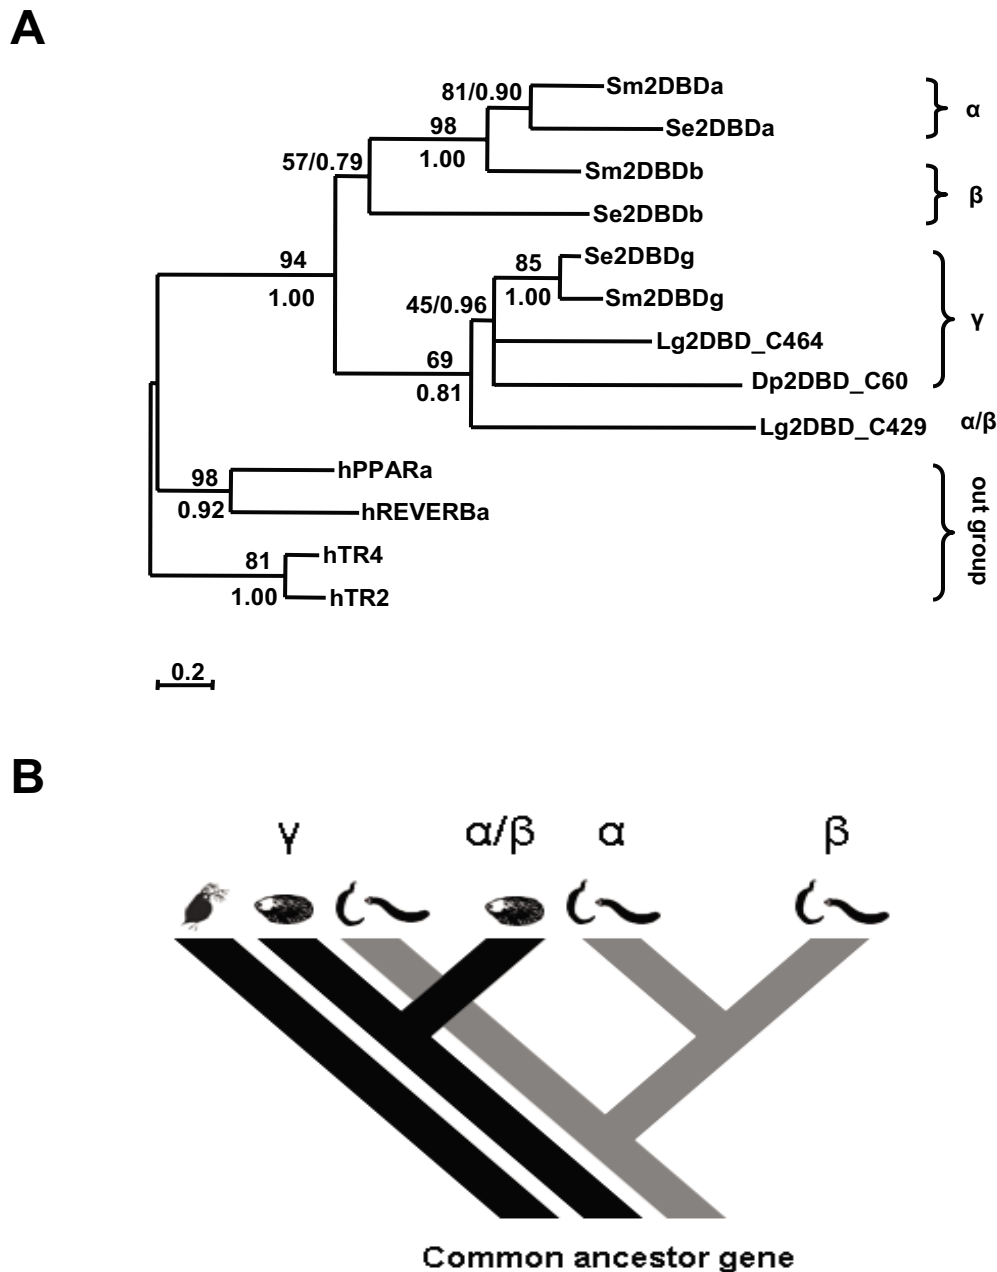 A
81/0.90
Sm2DBDa
α
98
Se2DBDa
57/0.79
1.00
Sm2DBDb
β
Se2DBDb
94
85
Se2DBDg
1.00
45/0.96
1.00
Sm2DBDg
γ
Lg2DBD_C464
69
0.81
Dp2DBD_C60
Lg2DBD_C429
α/β
98
hPPARa
0.92
hREVERBa
out group
81
hTR4
1.00
hTR2
0.2
B
γ α/β α β
Common ancestor gene